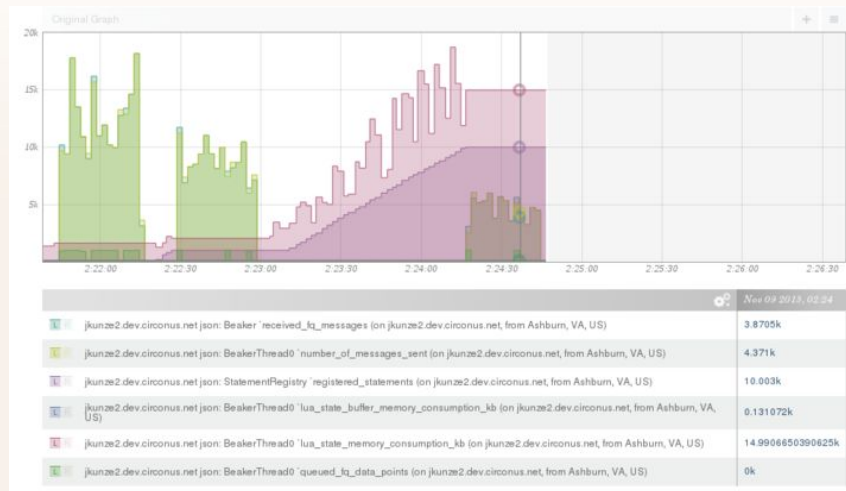 Original Graph
20k
15k
10k
5k
2:22:00 2:22:30 2:23:00 2:23:30 2:24:00 2:24:30 2:25:00 2:25:30 2:26:00 2:26:30
Nov 09 2013, 02:24
L jkunze2.dev.circonus.net json: Beaker `received_fq_messages (on jkunze2.dev.circonus.net, from Ashburn, VA, US) 3.8705k
L jkunze2.dev.circonus.net json: BeakerThread0 `number_of_messages_sent (on jkunze2.dev.circonus.net, from Ashburn, VA, US) 4.371k
L jkunze2.dev.circonus.net json: StatementRegistry `registered_statements (on jkunze2.dev.circonus.net, from Ashburn, VA, US) 10.003k
L jkunze2.dev.circonus.net json: BeakerThread0 `lua_state_buffer_memory_consumption_kb (on jkunze2.dev.circonus.net, from Ashburn, VA, US) 0.131072k
L jkunze2.dev.circonus.net json: BeakerThread0 `lua_state_memory_consumption_kb (on jkunze2.dev.circonus.net, from Ashburn, VA, US) 14.9906650390625k
L jkunze2.dev.circonus.net json: BeakerThread0 `queued_fq_data_points (on jkunze2.dev.circonus.net, from Ashburn, VA, US) 0k